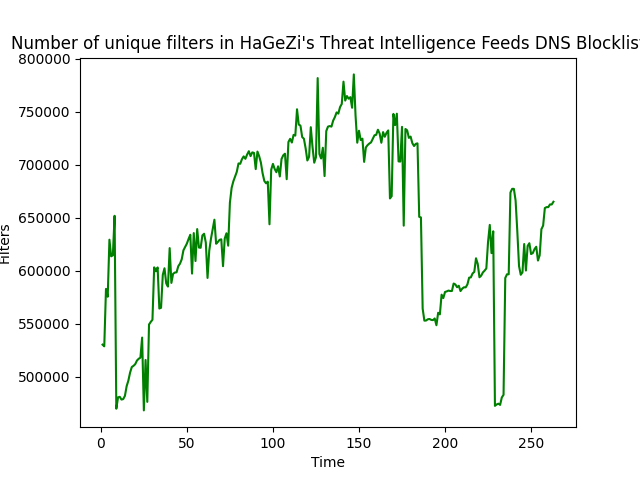 Number of unique filters in HaGeZi's Threat Intelligence Feeds DNS Blocklis
800000
750000
700000
650000
600000
550000
500000
Filters
0 50 100 150 200 250
Time